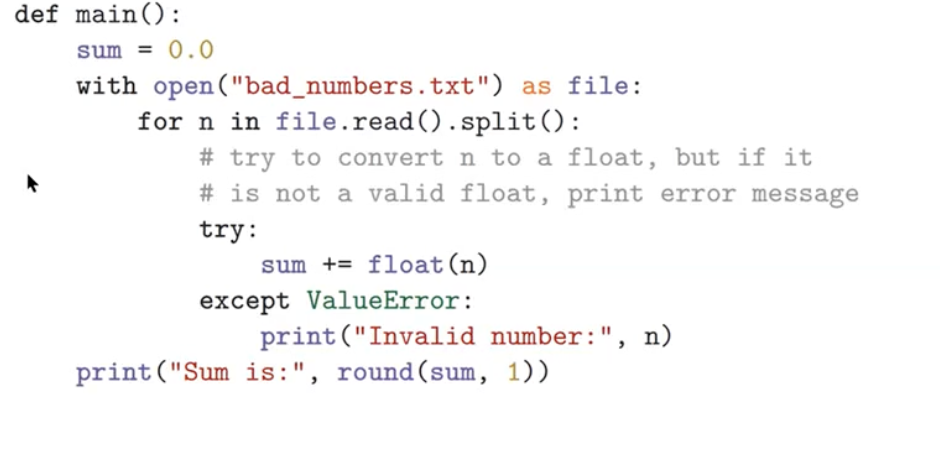 def main():
    sum = 0.0
    with open("bad_numbers.txt") as file:
        for n in file.read().split():
            # try to convert n to a float, but if it
            # is not a valid float, print error message
            try:
                sum += float(n)
            except ValueError:
                print("Invalid number:", n)
    print("Sum is:", round(sum, 1))